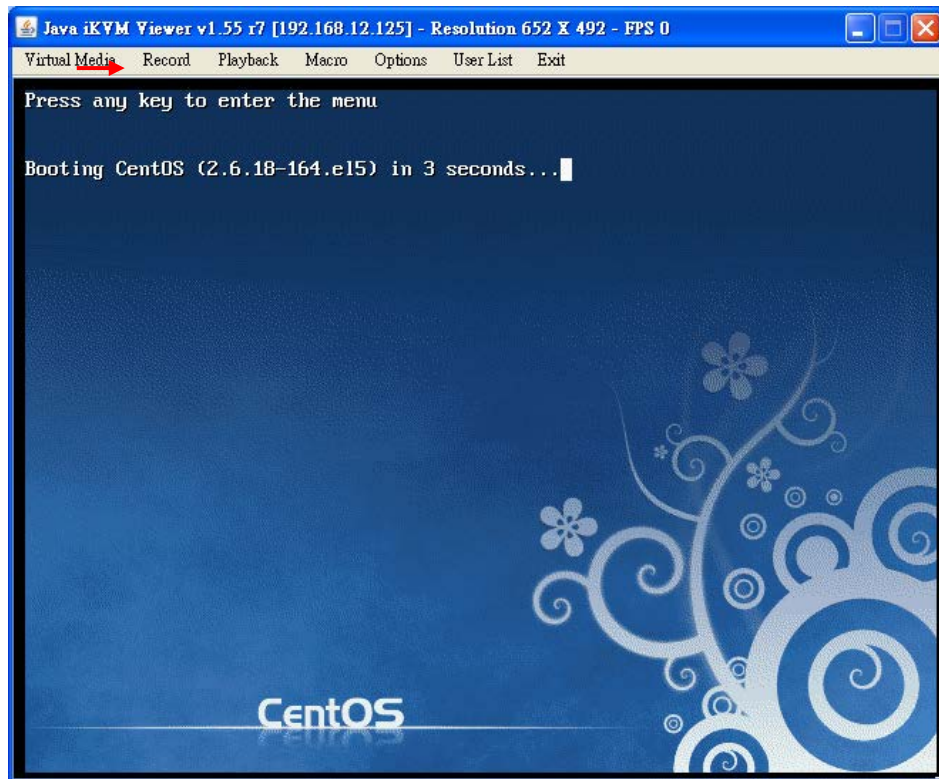 Java iKVM Viewer v1.55 r7 [192.168.12.125] - Resolution 652 X 492 - FPS 0
Virtual Media Record Playback Macro Options User List Exit
Press any key to enter the menu
Booting CentOS (2.6.18-164.el5) in 3 seconds...
CentOS